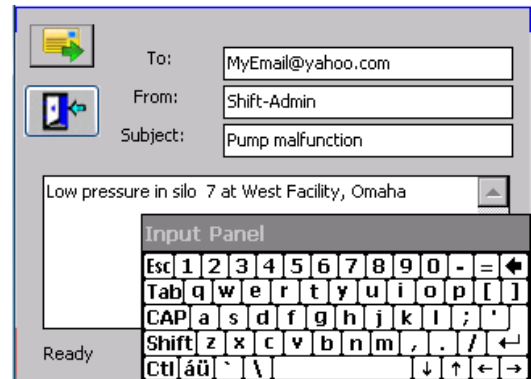 To: MyEmail@yahoo.com
From: Shift-Admin
Subject: Pump malfunction
Low pressure in silo 7 at West Facility, Omaha
Input Panel
Esc 1 2 3 4 5 6 7 8 9 0 - =
Tab q w e r t y u i o p [ ]
CAP a s d f g h j k l ; '
Shift z x c v b n m , . /
Ready
Ctl áü ` \